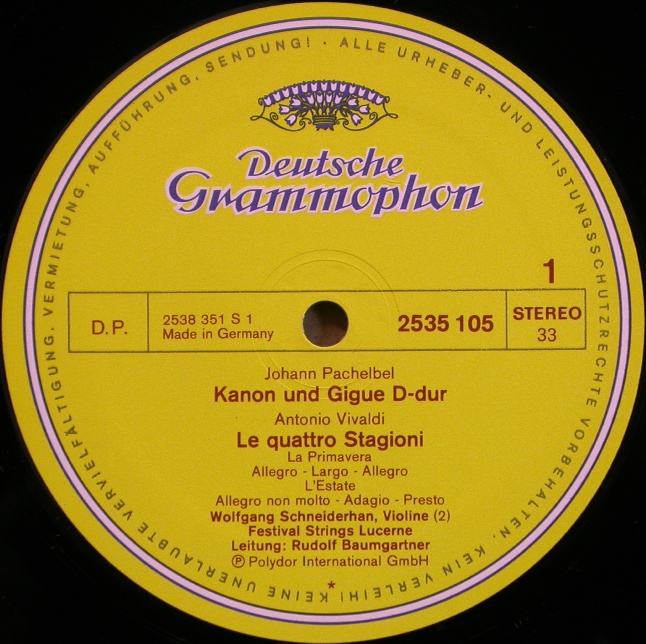 ALLE URHEBER- UND LEISTUNGSSCHUTZRECHTE VORBEHALTEN. KEIN VERLEIH! KEINE UNERLAUBTE VERVIELFÄLTIGUNG, VERMIETUNG, AUFFÜHRUNG, SENDUNG! ·
Deutsche
Grammophon
1
D.P.
2538 351 S 1
Made in Germany
2535 105
STEREO
33
Johann Pachelbel
Kanon und Gigue D-dur
Antonio Vivaldi
Le quattro Stagioni
La Primavera
Allegro - Largo - Allegro
L'Estate
Allegro non molto - Adagio - Presto
Wolfgang Schneiderhan, Violine (2)
Festival Strings Lucerne
Leitung: Rudolf Baumgartner
Ⓟ Polydor International GmbH
*